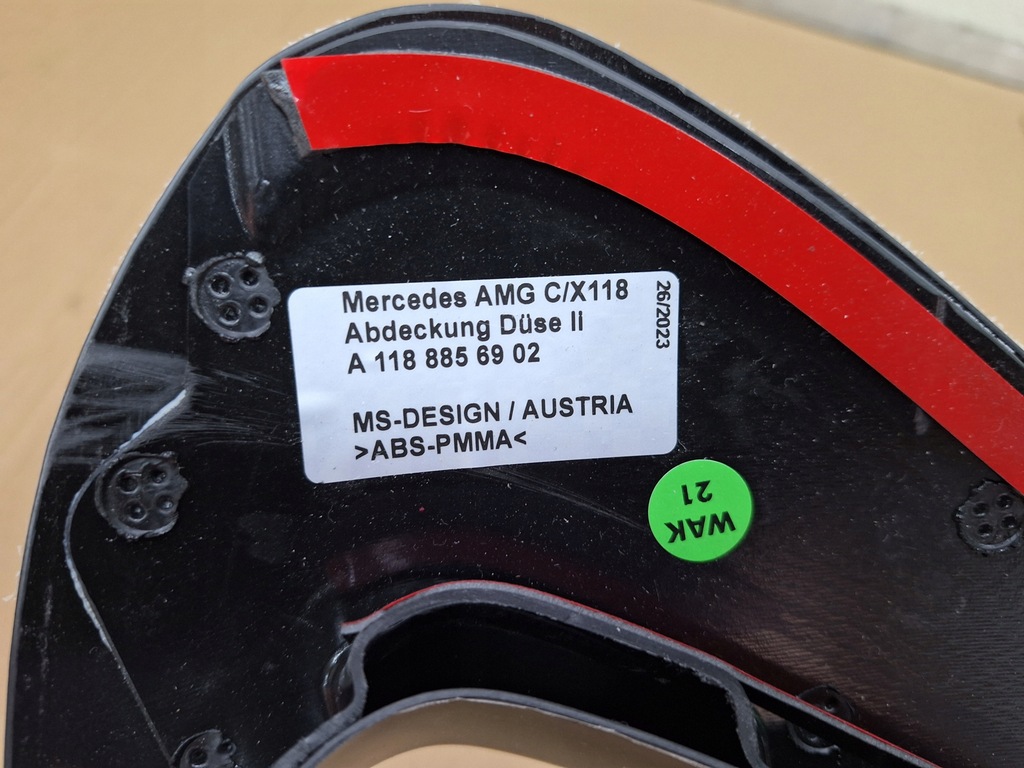 Mercedes AMG C/X118
Abdeckung Düse li
A 118 885 69 02
MS-DESIGN / AUSTRIA
>ABS-PMMA<
26/2023
WAK
21